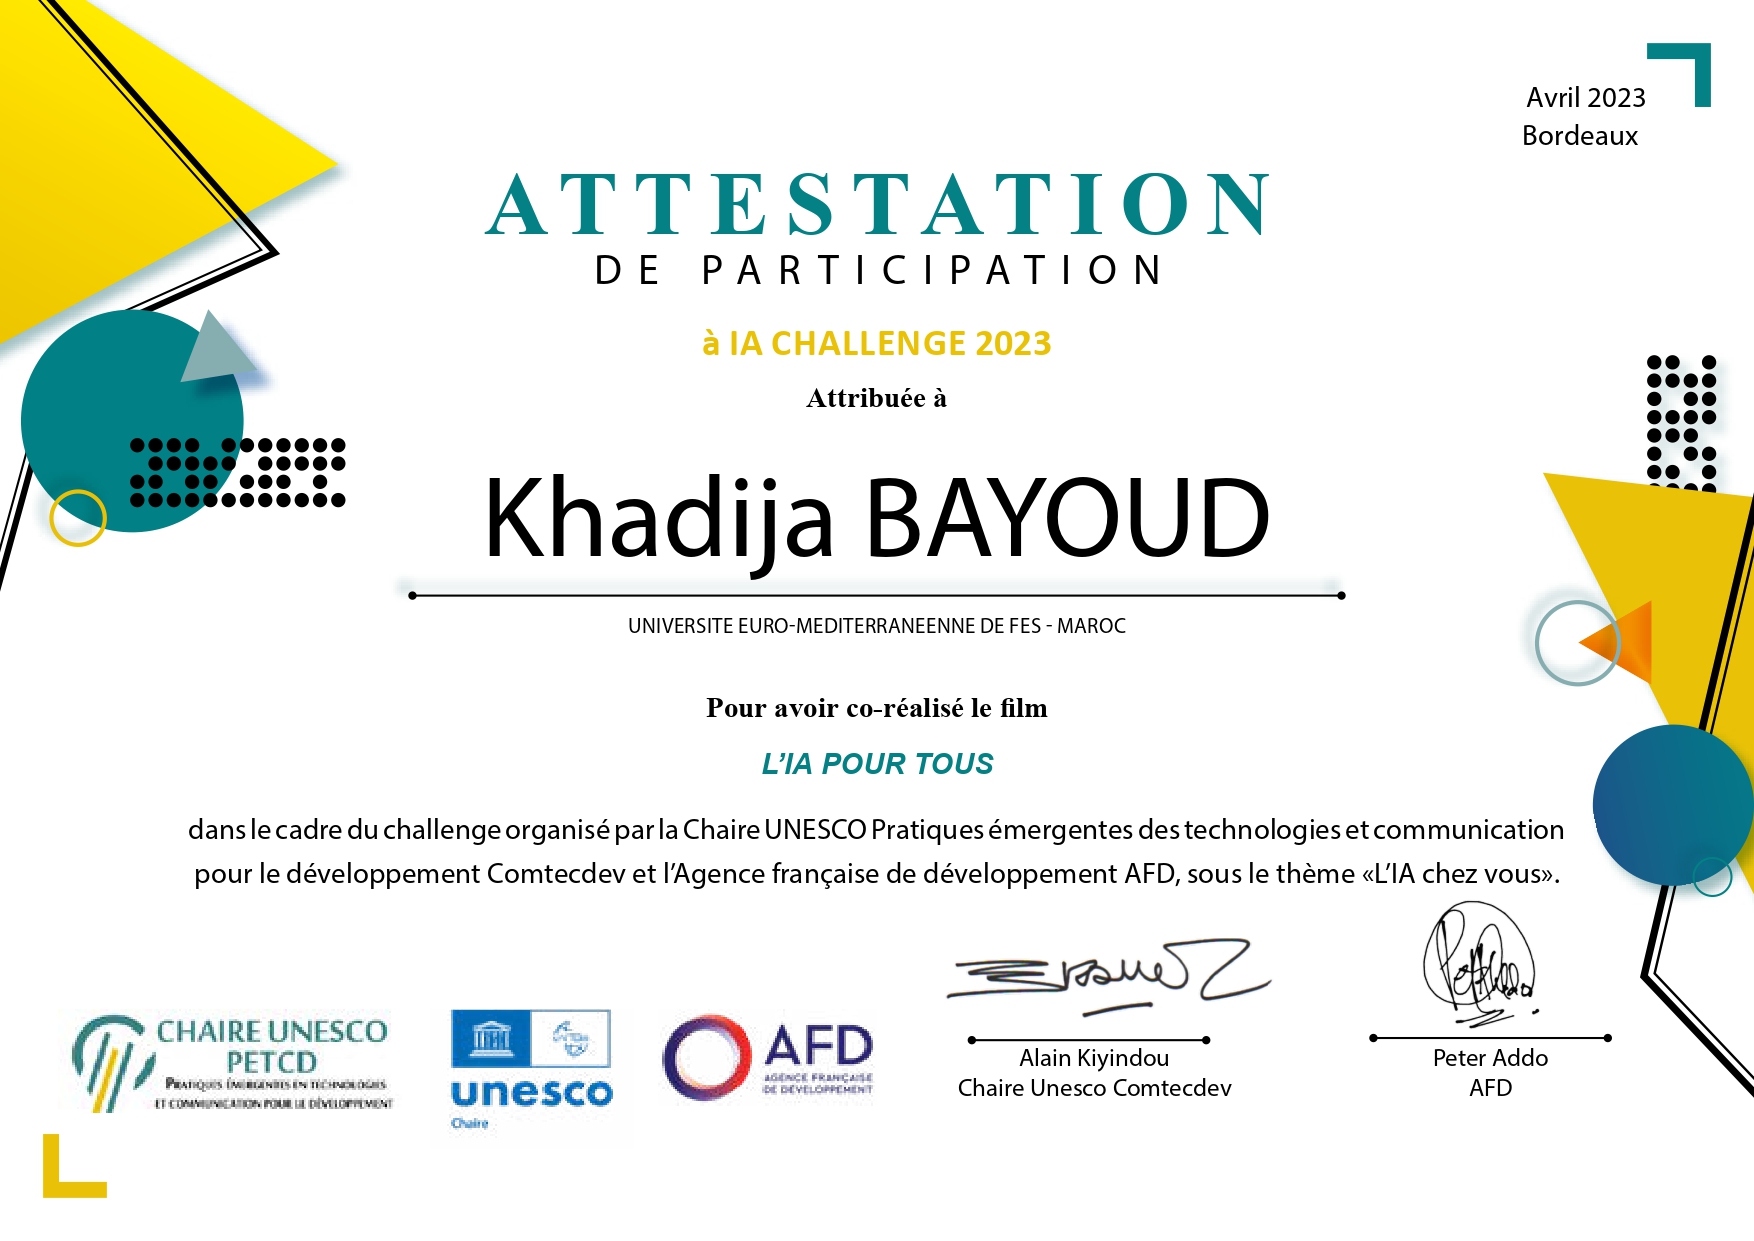 Avril 2023
Bordeaux
ATTESTATION
DE PARTICIPATION
à IA CHALLENGE 2023
Attribuée à
Khadija BAYOUD
UNIVERSITE EURO-MEDITERRANEENNE DE FES - MAROC
Pour avoir co-réalisé le film
L’IA POUR TOUS
dans le cadre du challenge organisé par la Chaire UNESCO Pratiques émergentes des technologies et communication
pour le développement Comtecdev et l’Agence française de développement AFD, sous le thème «L’IA chez vous».
CHAIRE UNESCO
PETCD
PRATIQUES ÉMERGENTES EN TECHNOLOGIES
ET COMMUNICATION POUR LE DÉVELOPPEMENT
unesco
Chaire
AFD
AGENCE FRANÇAISE
DE DÉVELOPPEMENT
Alain Kiyindou
Chaire Unesco Comtecdev
Peter Addo
AFD